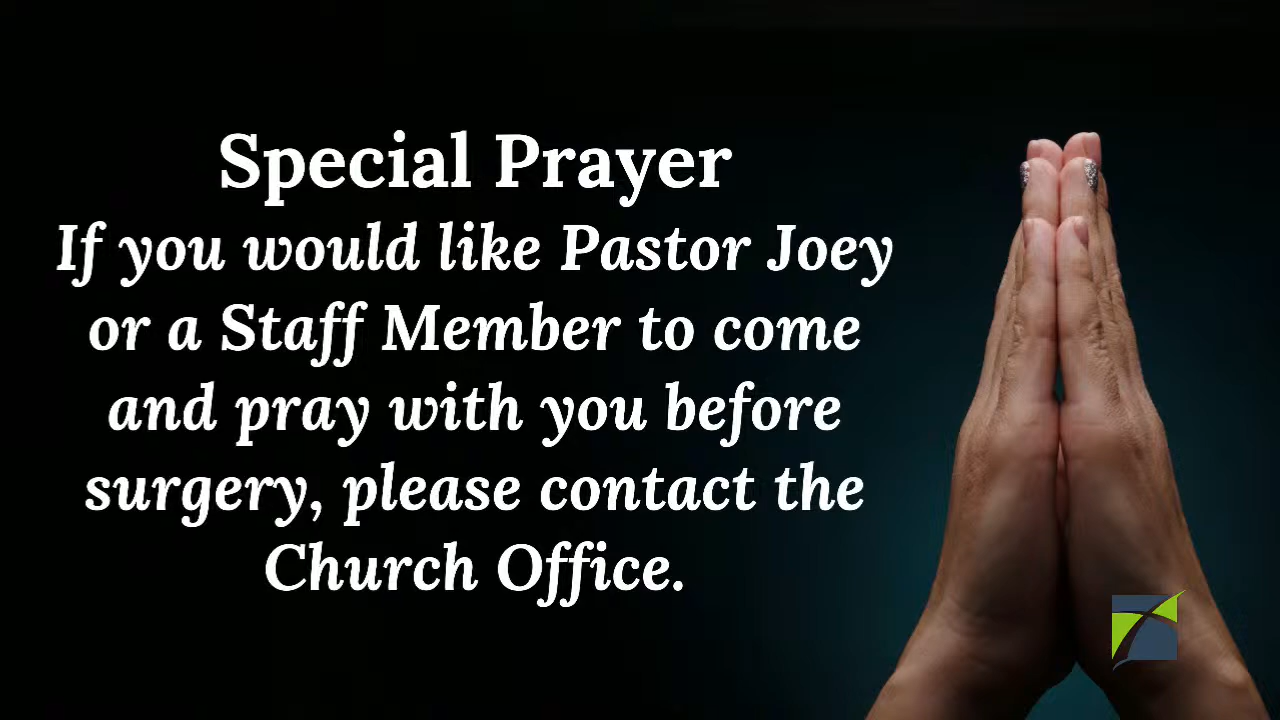 Special Prayer
If you would like Pastor Joey
or a Staff Member to come
and pray with you before
surgery, please contact the
Church Office.